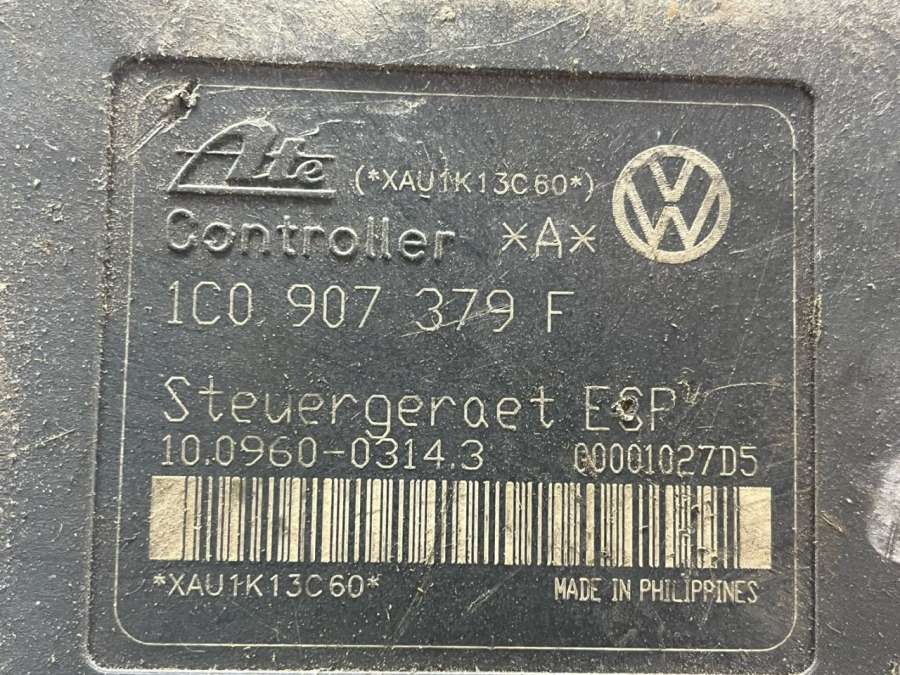 Ate (*XAU1K13C60*)
Controller *A*
1C0 907 379 F
Steuergeraet ESP
10.0960-0314.3 00001027D5
*XAU1K13C60* MADE IN PHILIPPINES